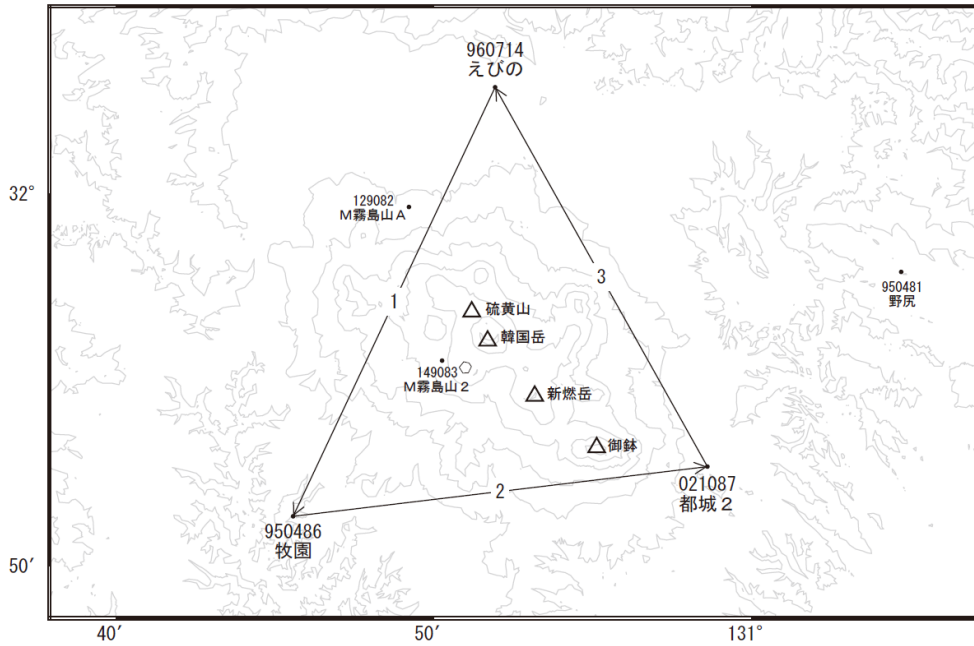 960714
えびの
32°
129082
M霧島山A
3
950481
野尻
1
硫黄山
韓国岳
149083
M霧島山2
新燃岳
御鉢
021087
都城2
2
950486
牧園
50′
40′
50′
131°